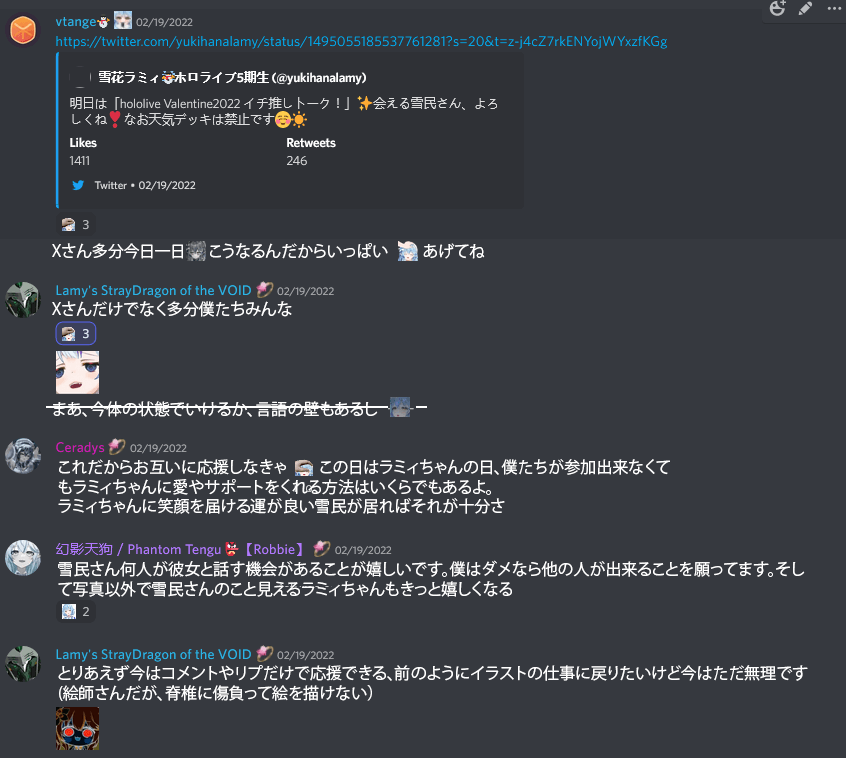 vtange 02/19/2022
https://twitter.com/yukihanalamy/status/1495055185537761281?s=20&t=z-j4cZ7rkENYojWYxzfKGg
雪花ラミィ☃ホロライブ5期生 (@yukihanalamy)
明日は「hololive Valentine2022 イチ推しトーク！」✨会える雪民さん、よろ
しくね❣なお天気デッキは禁止です☺☀
Likes Retweets
1411 246
Twitter • 02/19/2022
3
Xさん多分今日一日こうなるんだからいっぱい あげてね
Lamy's StrayDragon of the VOID 02/19/2022
Xさんだけでなく多分僕たちみんな
3
まあ、今体の状態でいけるか、言語の壁もあるし
Ceradys 02/19/2022
これだからお互いに応援しなきゃ この日はラミィちゃんの日、僕たちが参加出来なくて
もラミィちゃんに愛やサポートをくれる方法はいくらでもあるよ。
ラミィちゃんに笑顔を届ける運が良い雪民が居ればそれが十分さ
幻影天狗 / Phantom Tengu 👺【Robbie】 02/19/2022
雪民さん何人が彼女と話す機会があることが嬉しいです。僕はダメなら他の人が出来ることを願ってます。そし
て写真以外で雪民さんのこと見えるラミィちゃんもきっと嬉しくなる
2
Lamy's StrayDragon of the VOID 02/19/2022
とりあえず今はコメントやリプだけで応援できる、前のようにイラストの仕事に戻りたいけど今はただ無理です
(絵師さんだが、脊椎に傷負って絵を描けない)